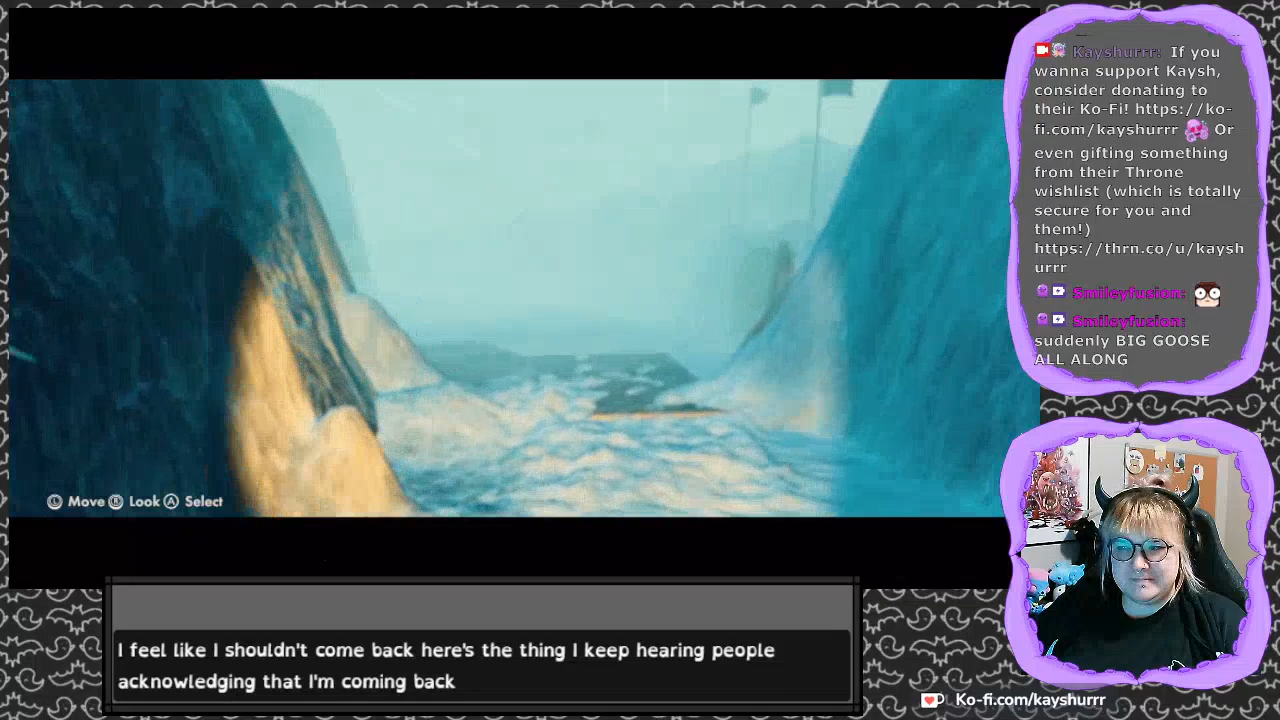 Kayshurrr: If you
wanna support Kaysh,
consider donating to
their Ko-Fi! https://ko-
fi.com/kayshurrr Or
even gifting something
from their Throne
wishlist (which is totally
secure for you and
them!)
https://thrn.co/u/kaysh
urrr
Smileyfusion:
Smileyfusion:
suddenly BIG GOOSE
ALL ALONG
L Move R Look A Select
I feel like I shouldn't come back here's the thing I keep hearing people
acknowledging that I'm coming back
Ko-fi.com/kayshurrr